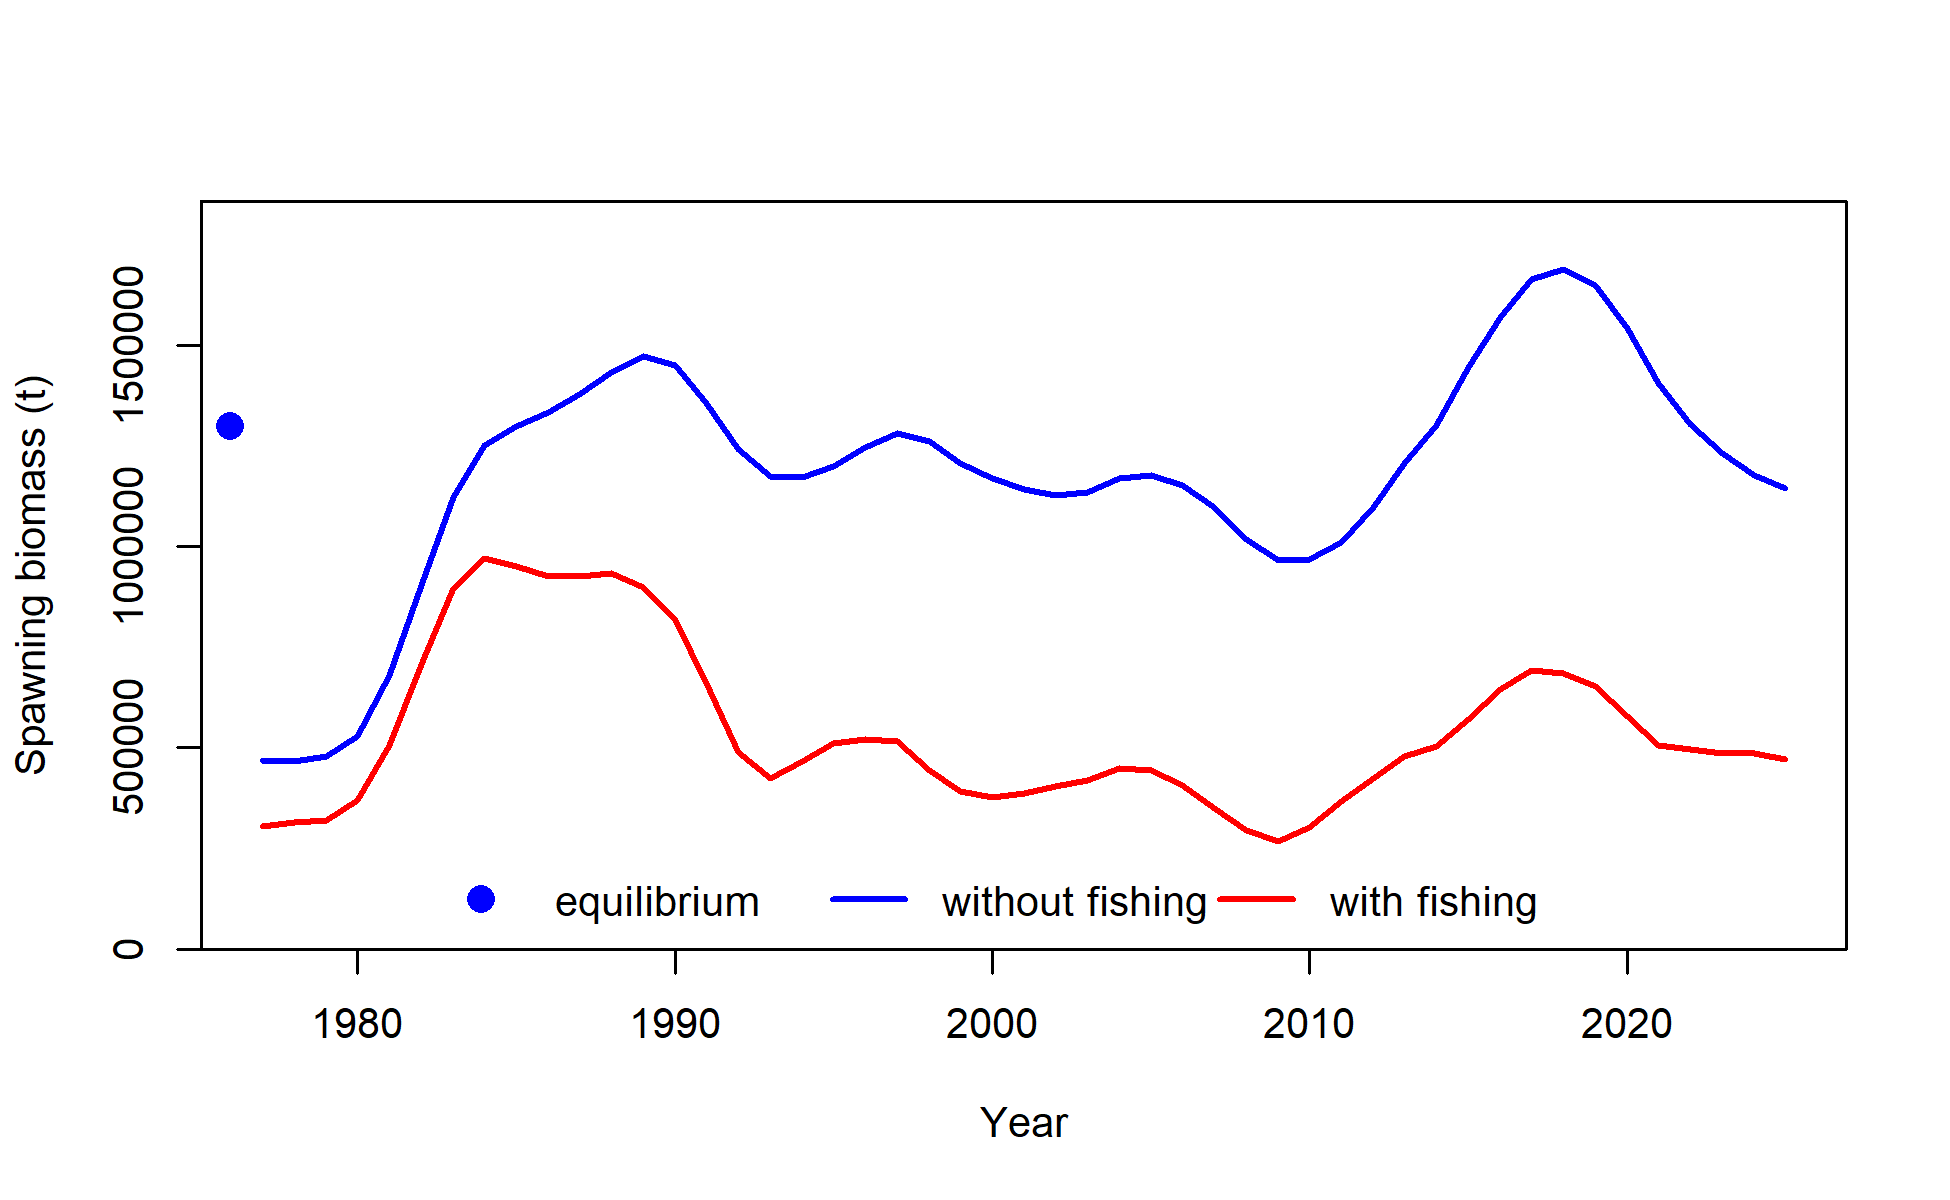 Spawning biomass (t)
1500000
1000000
500000
0
equilibrium without fishing with fishing
1980 1990 2000 2010 2020
Year